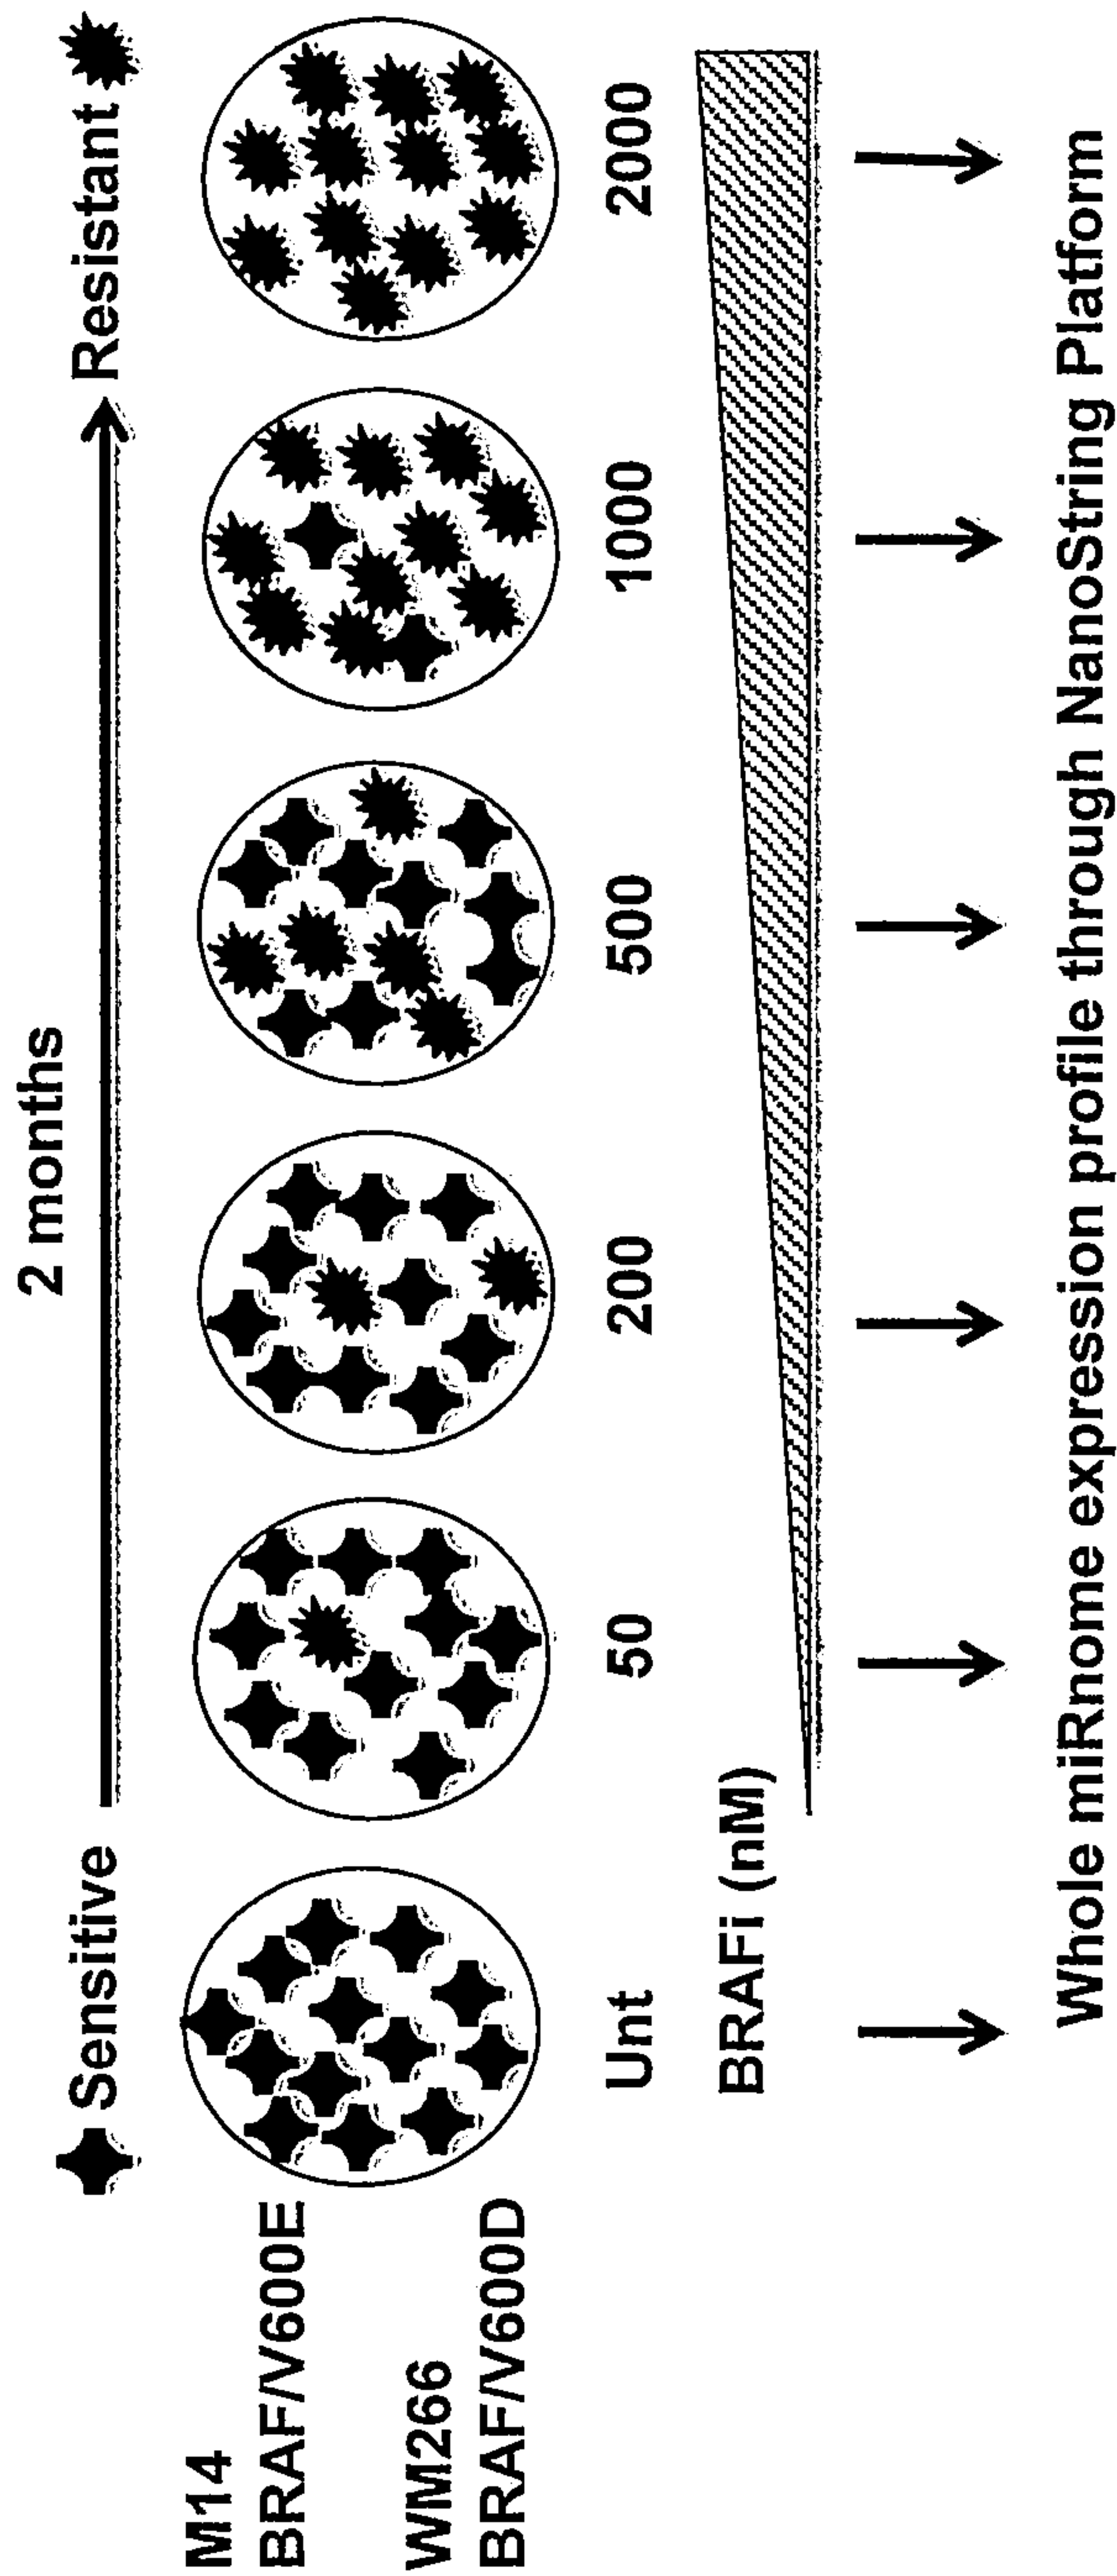 2 months
Sensitive
Resistant
M14
BRAF/V600E
WM266
BRAF/V600D
Unt
50
200
500
1000
2000
BRAFi (nM)
Whole miRnome expression profile through NanoString Platform